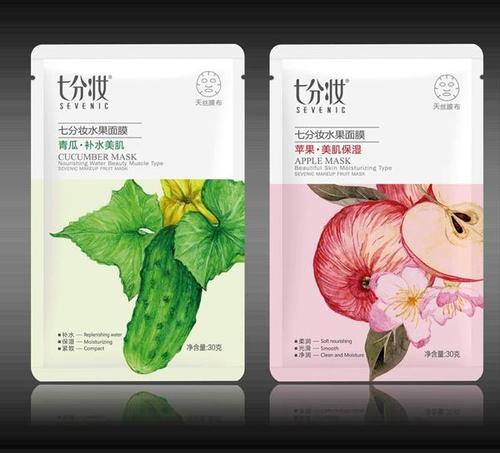 七分妆®
SEVENIC
天丝膜布
七分妆水果面膜
青瓜·补水美肌
CUCUMBER MASK
Nourishing Water Beauty Muscle Type
SEVENIC MAKEUP FRUIT MASK
■补水 — Replenishing water
■保湿 — Moisturizing
■紧致 — Compact
净含量:30克
七分妆®
SEVENIC
天丝膜布
七分妆水果面膜
苹果·美肌保湿
APPLE MASK
Beautiful Skin Moisturizing Type
SEVENIC MAKEUP FRUIT MASK
■柔润 — Soft nourishing
■光滑 — Smooth
■净润 — Clean and Moisture
净含量:30克